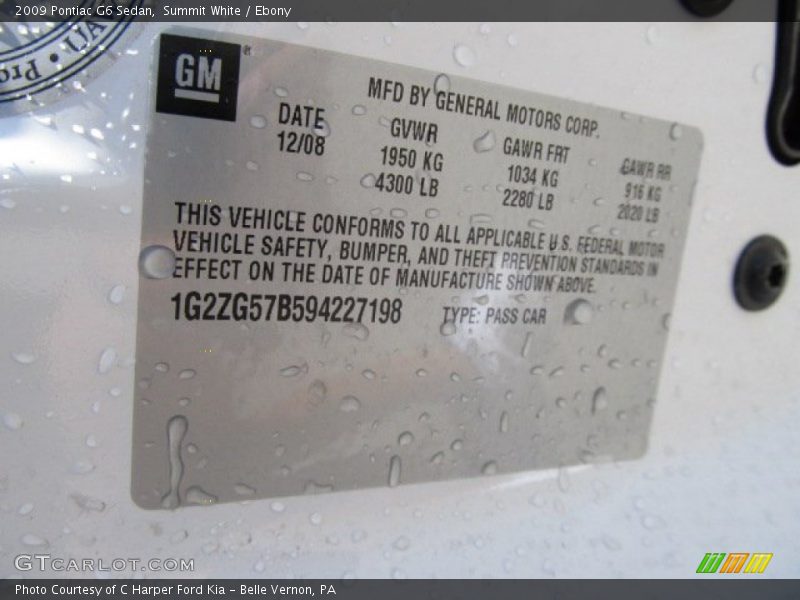 2009 Pontiac G6 Sedan, Summit White / Ebony
GM
MFD BY GENERAL MOTORS CORP.
DATE GVWR GAWR FRT GAWR RR
12/08 1950 KG 1034 KG 916 KG
4300 LB 2280 LB 2020 LB
THIS VEHICLE CONFORMS TO ALL APPLICABLE U.S. FEDERAL MOTOR
VEHICLE SAFETY, BUMPER, AND THEFT PREVENTION STANDARDS IN
EFFECT ON THE DATE OF MANUFACTURE SHOWN ABOVE.
1G2ZG57B594227198 TYPE: PASS CAR
GTCARLOT.COM
Photo Courtesy of C Harper Ford Kia - Belle Vernon, PA